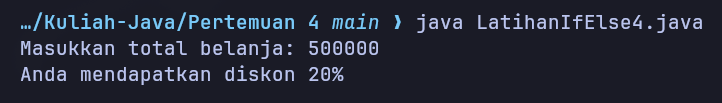 …/Kuliah-Java/Pertemuan 4 main ❯ java LatihanIfElse4.java
Masukkan total belanja: 500000
Anda mendapatkan diskon 20%